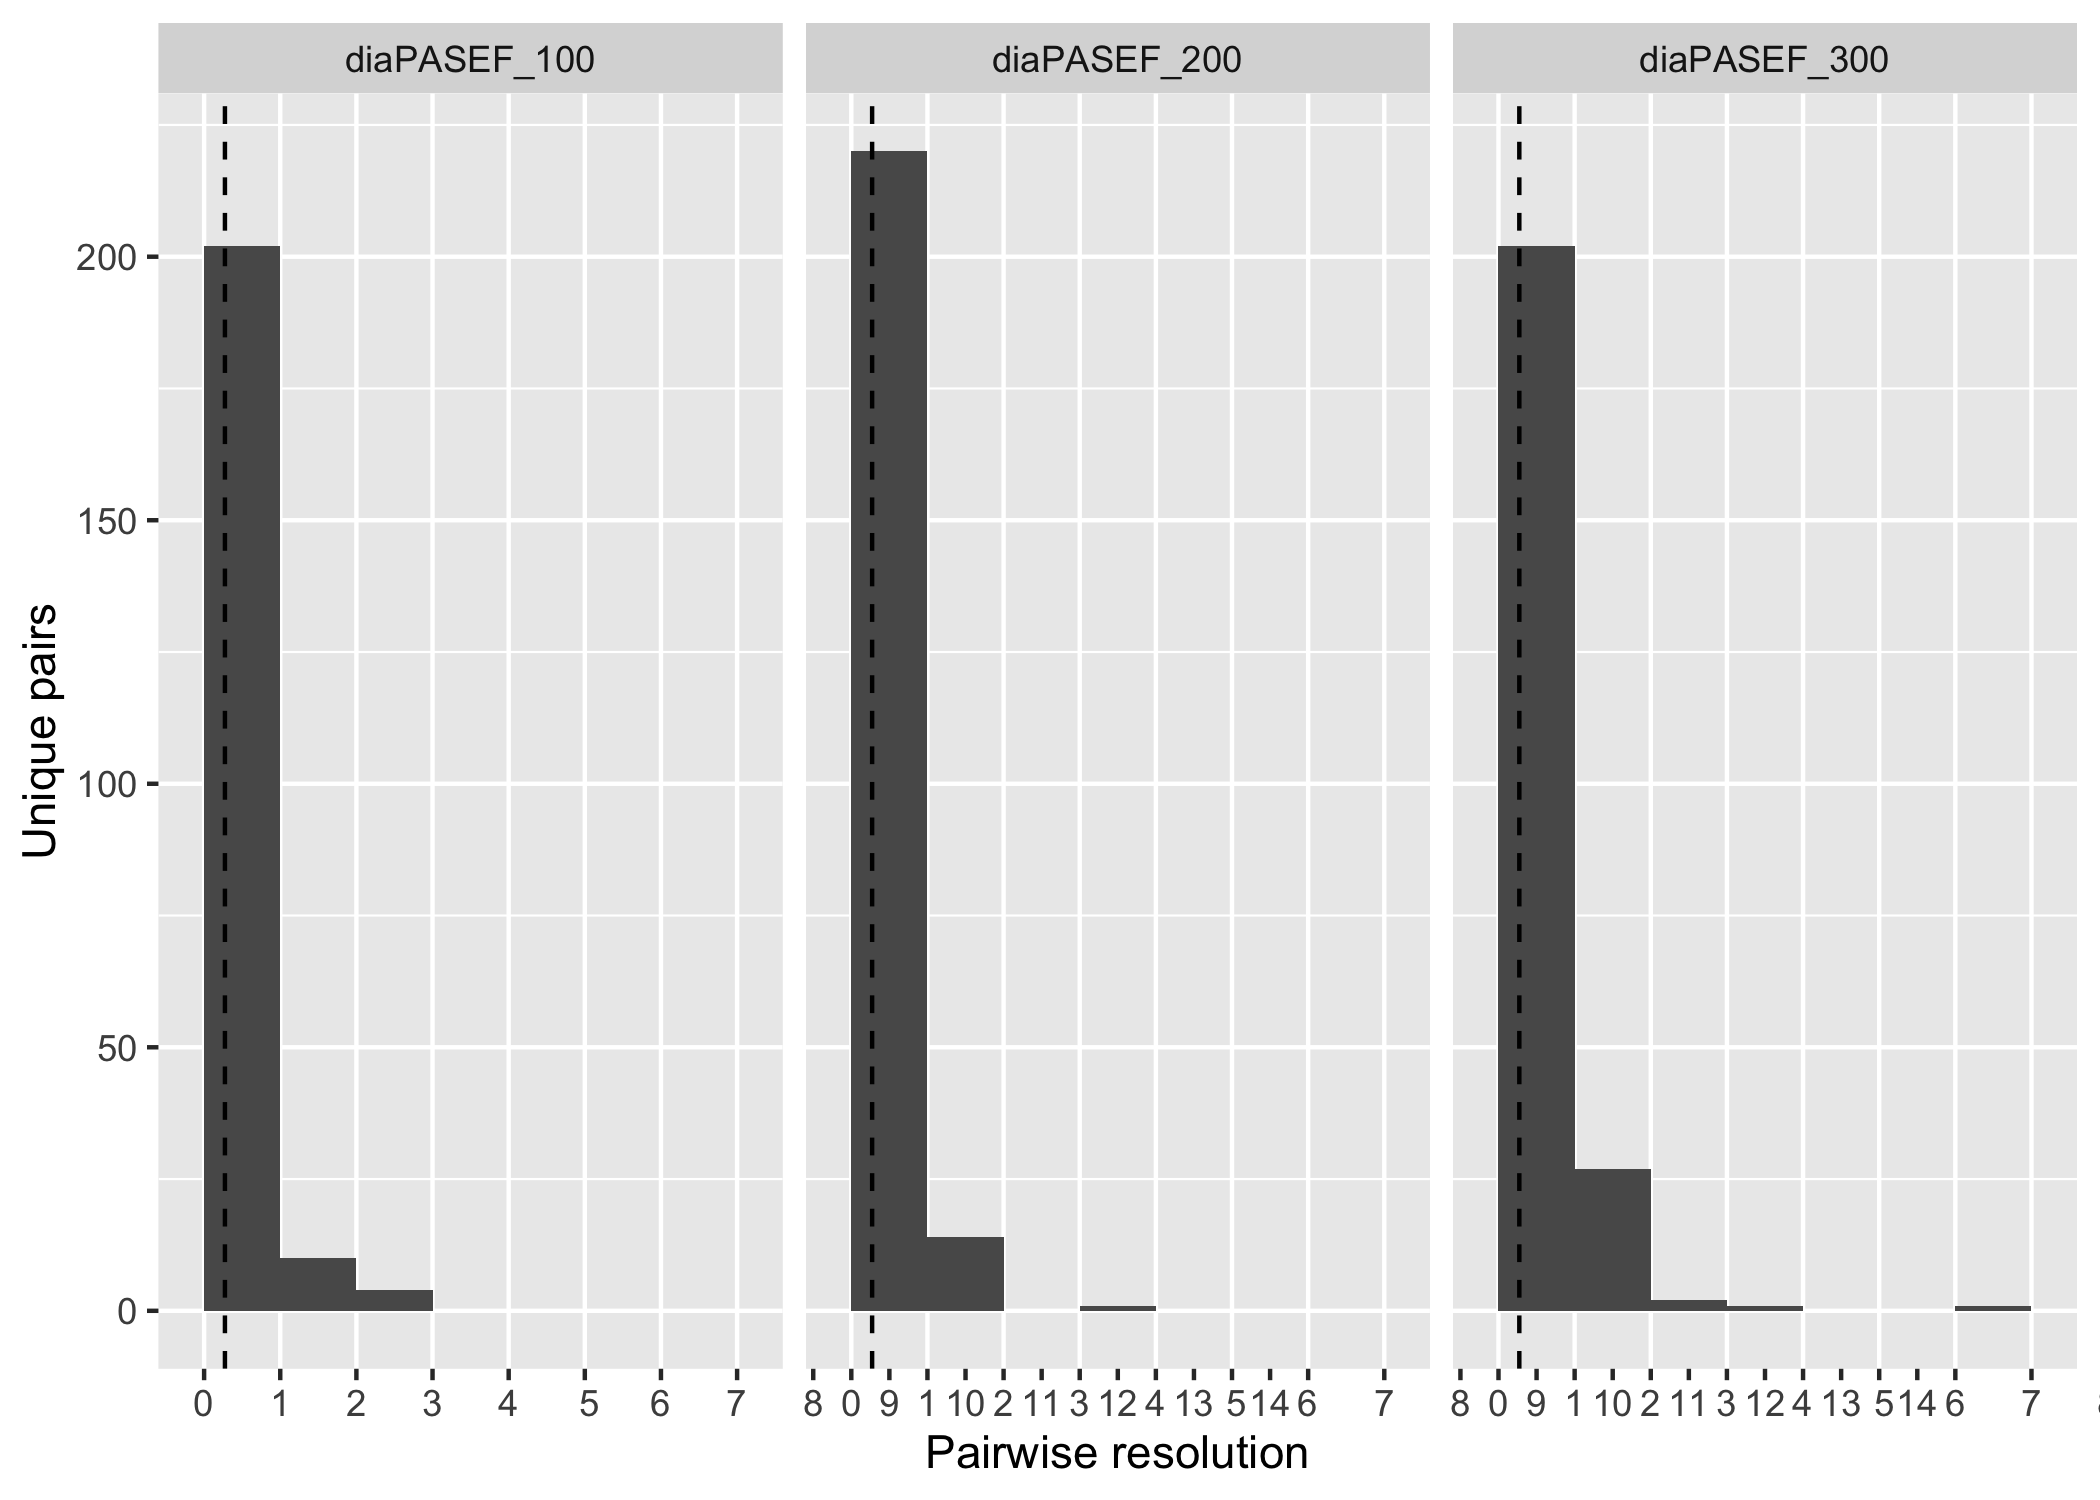 diaPASEF_100 diaPASEF_200 diaPASEF_300
Unique pairs
200
150
100
50
0
0 1 2 3 4 5 6 7 8 0 9 1 10 2 11 3 12 4 13 5 14 6 7 8 0 9 1 10 2 11 3 12 4 13 5 14 6 7
Pairwise resolution